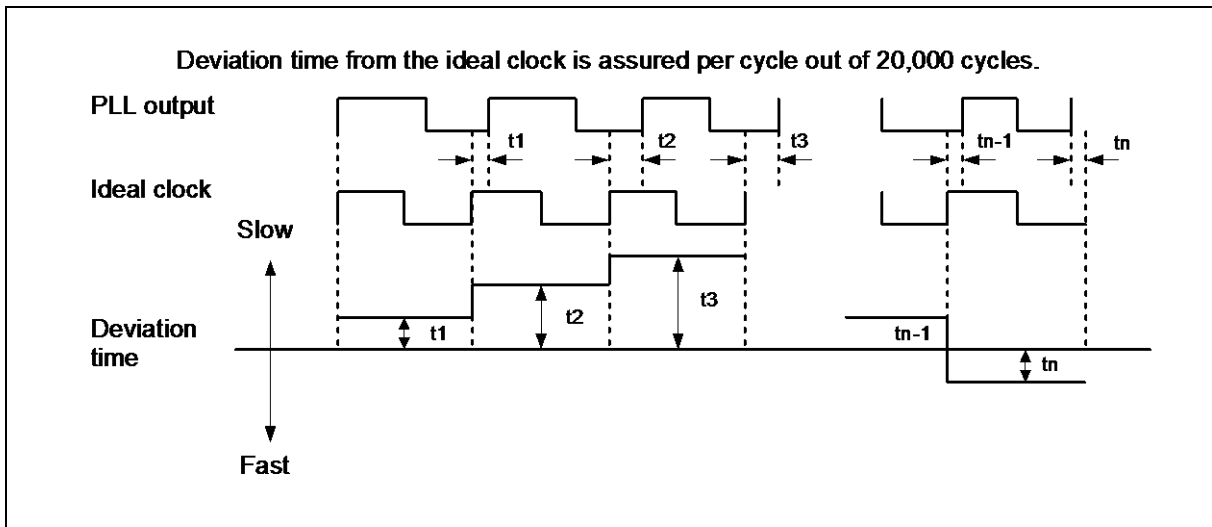 Deviation time from the ideal clock is assured per cycle out of 20,000 cycles.
PLL output
t1
t2
t3
tn-1
tn
Ideal clock
Slow
Deviation
time
t1
t2
t3
tn-1
tn
Fast